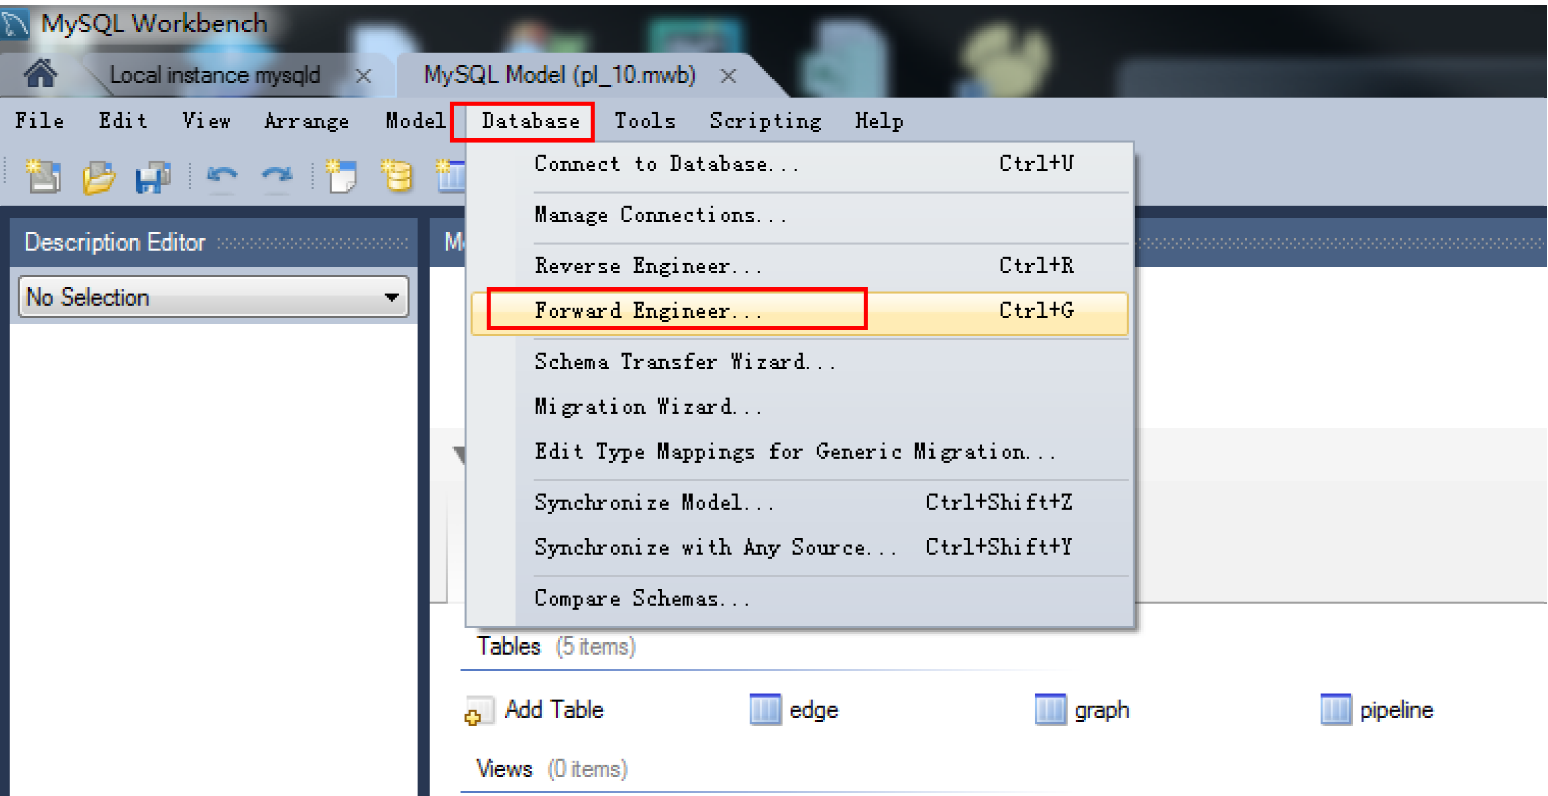 MySQL Workbench
Local instance mysqld × MySQL Model (pl_10.mwb) ×
File Edit View Arrange Model Database Tools Scripting Help
Connect to Database... Ctrl+U
Manage Connections...
Description Editor
No Selection
Reverse Engineer... Ctrl+R
Forward Engineer... Ctrl+G
Schema Transfer Wizard...
Migration Wizard...
Edit Type Mappings for Generic Migration...
Synchronize Model... Ctrl+Shift+Z
Synchronize with Any Source... Ctrl+Shift+Y
Compare Schemas...
Tables (5 items)
Add Table edge graph pipeline
Views (0 items)